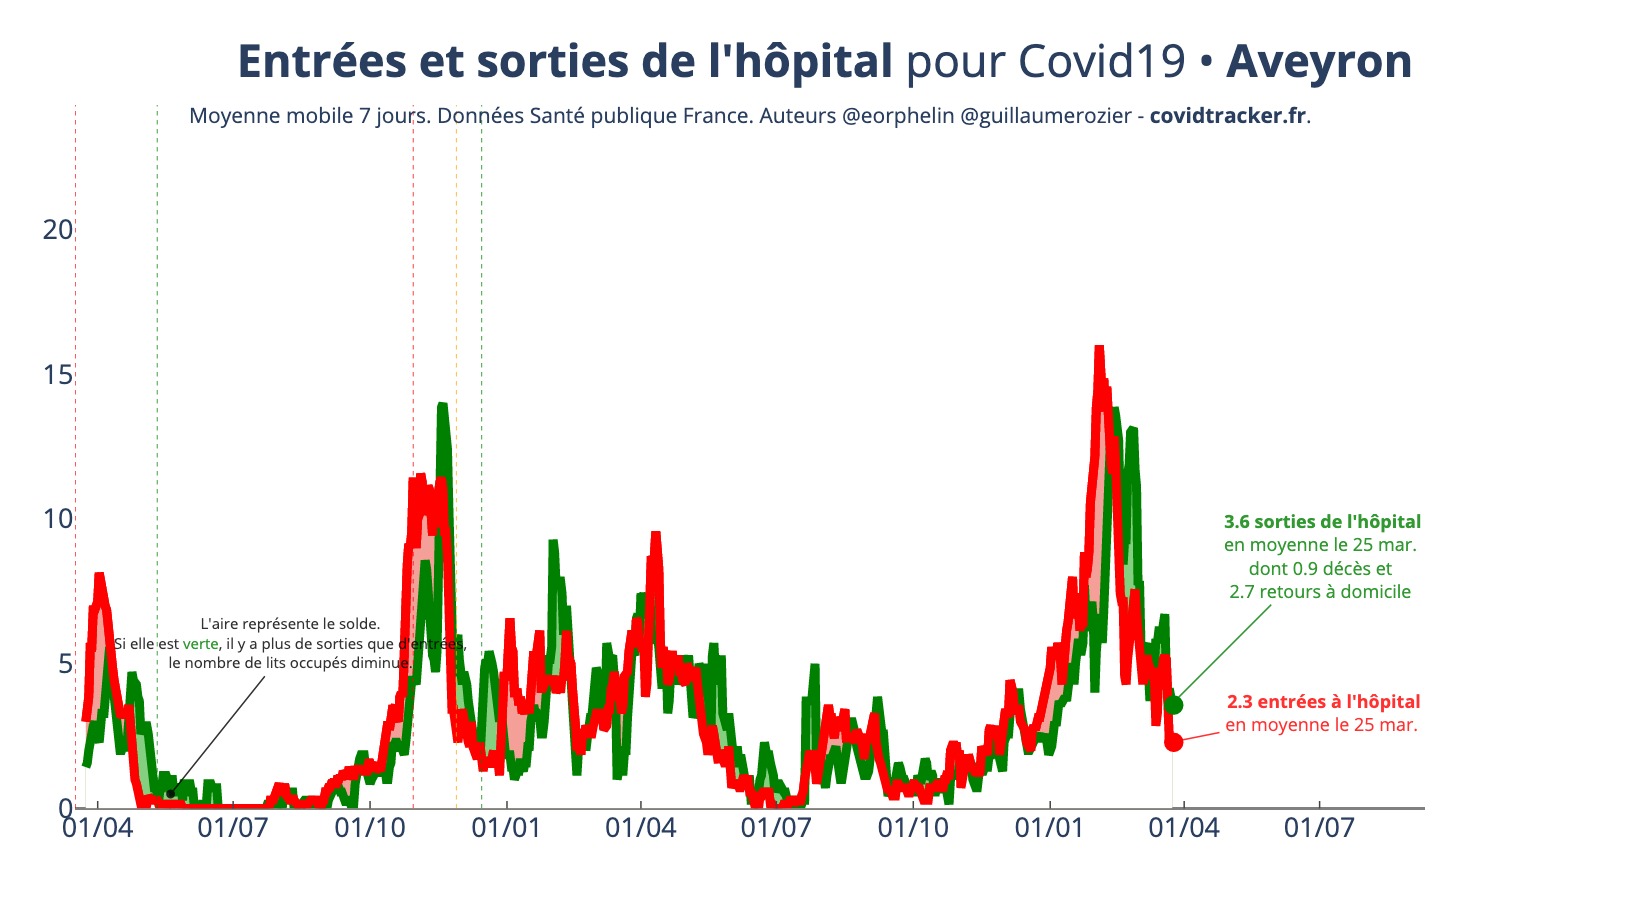 Entrées et sorties de l'hôpital pour Covid19 • Aveyron
Moyenne mobile 7 jours. Données Santé publique France. Auteurs @eorphelin @guillaumerozier - covidtracker.fr.
20
15
10
5
0
3.6 sorties de l'hôpital
en moyenne le 25 mar.
dont 0.9 décès et
2.7 retours à domicile
L'aire représente le solde.
Si elle est verte, il y a plus de sorties que d'entrées,
le nombre de lits occupés diminue.
2.3 entrées à l'hôpital
en moyenne le 25 mar.
01/04 01/07 01/10 01/01 01/04 01/07 01/10 01/01 01/04 01/07